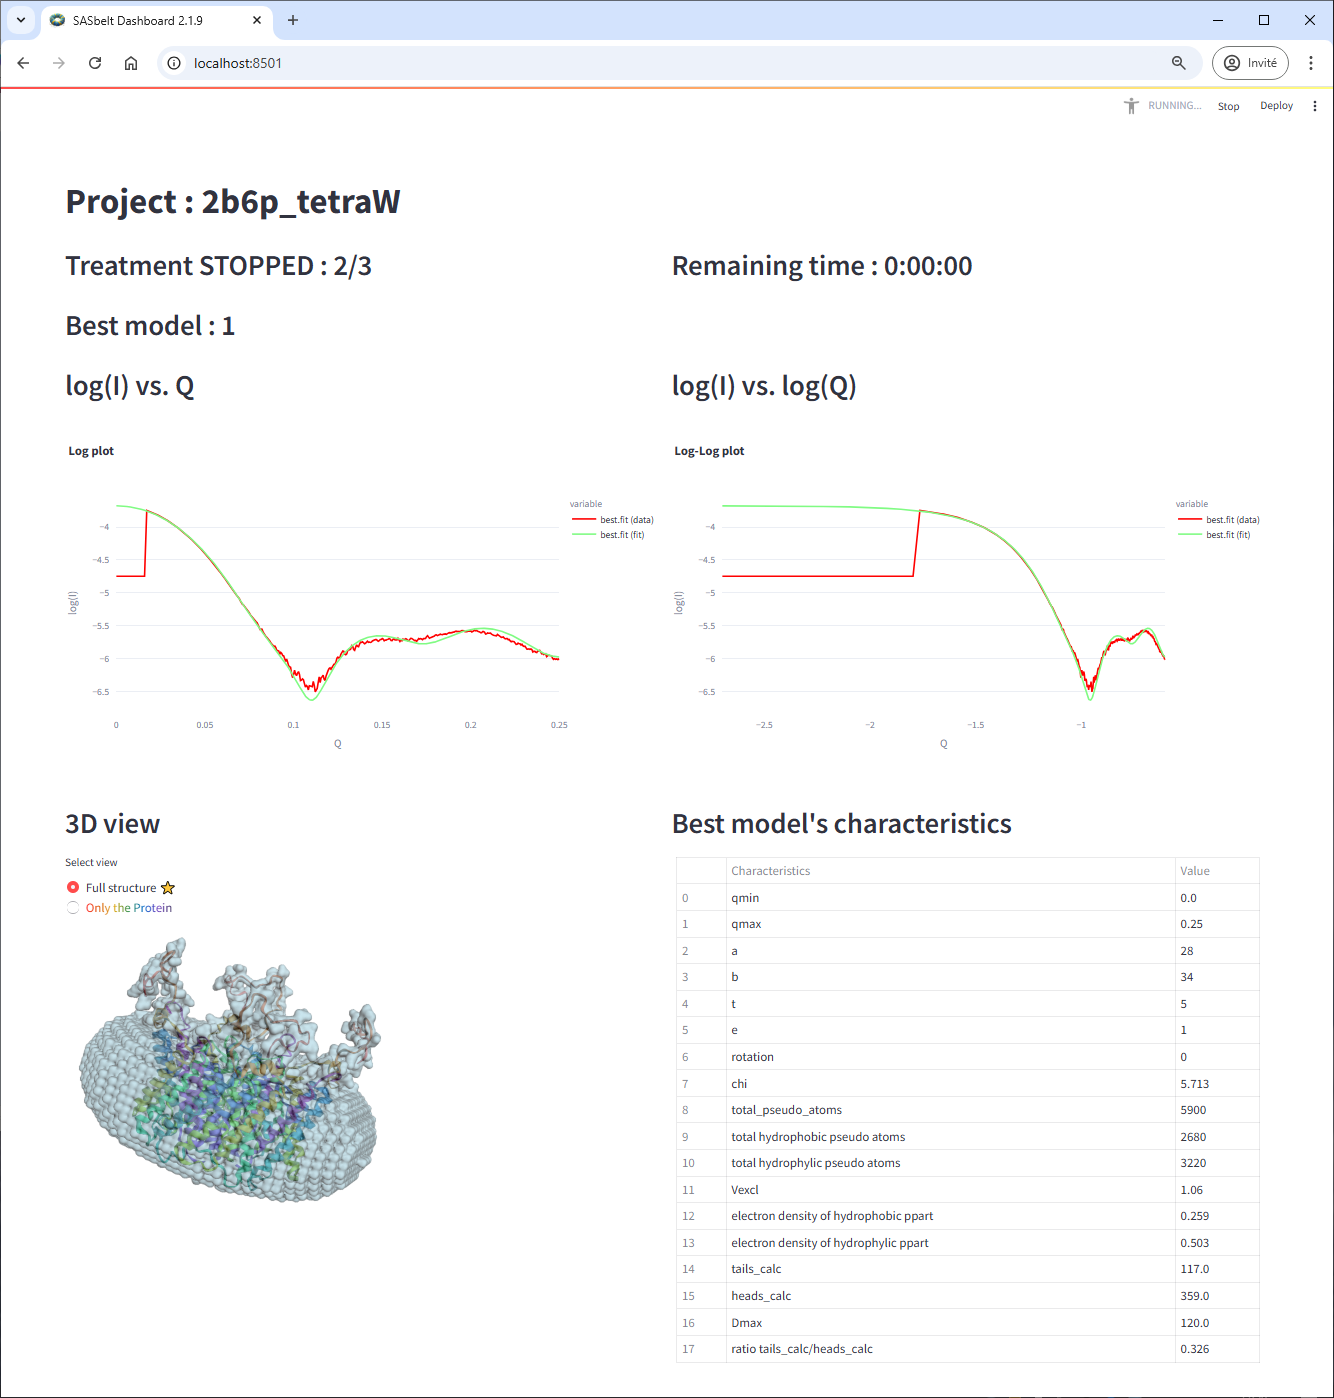 SASbelt Dashboard 2.1.9
localhost:8501
Invité
RUNNING...
Stop
Deploy
Project : 2b6p_tetraW
Treatment STOPPED : 2/3
Remaining time : 0:00:00
Best model : 1
log(I) vs. Q
log(I) vs. log(Q)
Log plot
variable
best.fit (data)
best.fit (fit)
−4
−4.5
−5
−5.5
−6
−6.5
log(I)
0
0.05
0.1
0.15
0.2
0.25
Q
Log-Log plot
variable
best.fit (data)
best.fit (fit)
−4
−4.5
−5
−5.5
−6
−6.5
log(I)
−2.5
−2
−1.5
−1
Q
3D view
Select view
Full structure
Only the Protein
Best model's characteristics
Characteristics Value
0 qmin 0.0
1 qmax 0.25
2 a 28
3 b 34
4 t 5
5 e 1
6 rotation 0
7 chi 5.713
8 total_pseudo_atoms 5900
9 total hydrophobic pseudo atoms 2680
10 total hydrophylic pseudo atoms 3220
11 Vexcl 1.06
12 electron density of hydrophobic ppart 0.259
13 electron density of hydrophylic ppart 0.503
14 tails_calc 117.0
15 heads_calc 359.0
16 Dmax 120.0
17 ratio tails_calc/heads_calc 0.326